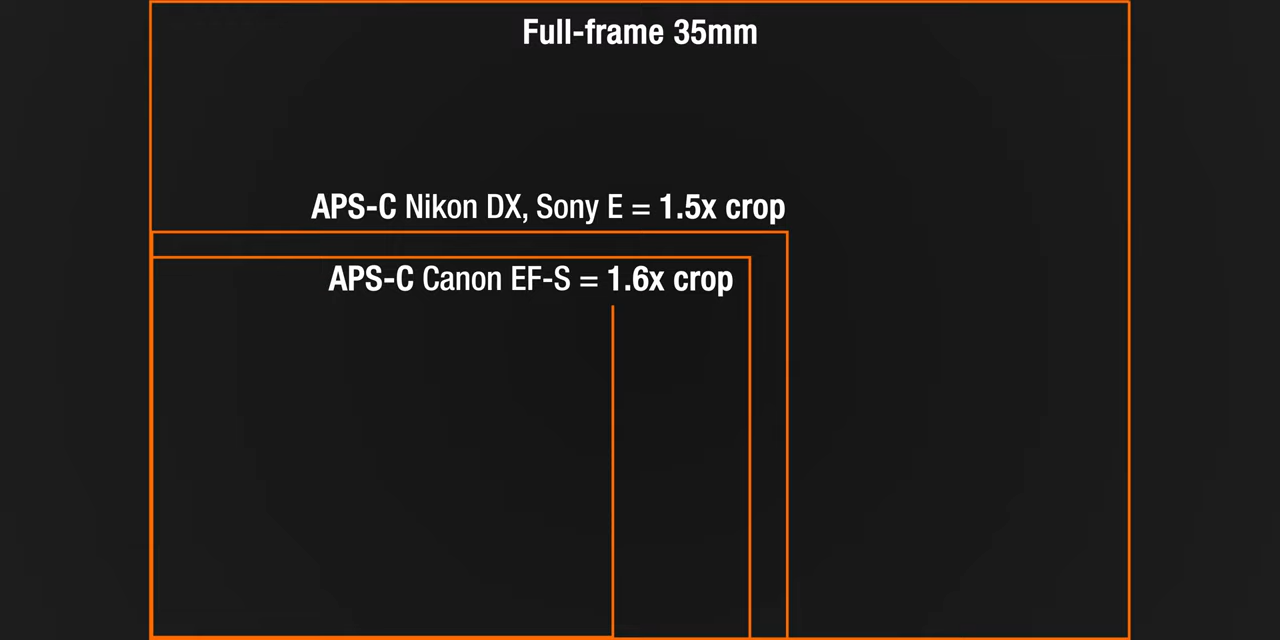 Full-frame 35mm
APS-C Nikon DX, Sony E = 1.5x crop
APS-C Canon EF-S = 1.6x crop